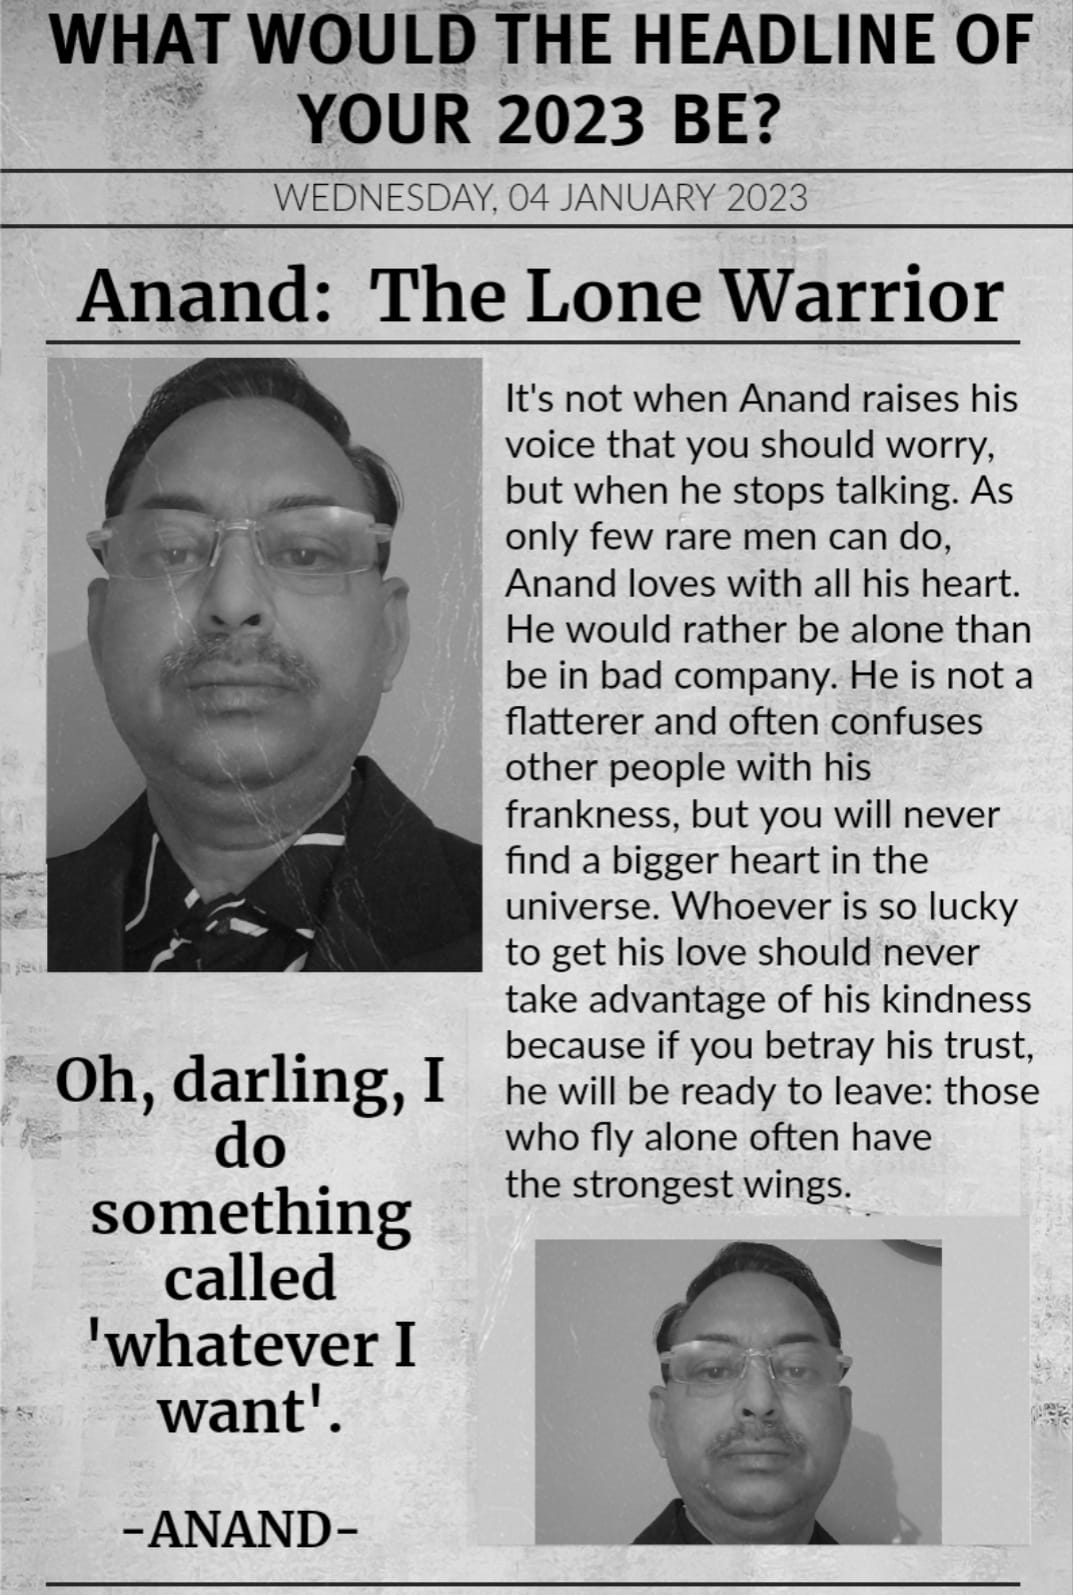 WHAT WOULD THE HEADLINE OF
YOUR 2023 BE?
WEDNESDAY, 04 JANUARY 2023
Anand: The Lone Warrior
It's not when Anand raises his
voice that you should worry,
but when he stops talking. As
only few rare men can do,
Anand loves with all his heart.
He would rather be alone than
be in bad company. He is not a
flatterer and often confuses
other people with his
frankness, but you will never
find a bigger heart in the
universe. Whoever is so lucky
to get his love should never
take advantage of his kindness
because if you betray his trust,
he will be ready to leave: those
who fly alone often have
the strongest wings.
Oh, darling, I
do
something
called
'whatever I
want'.
-ANAND-